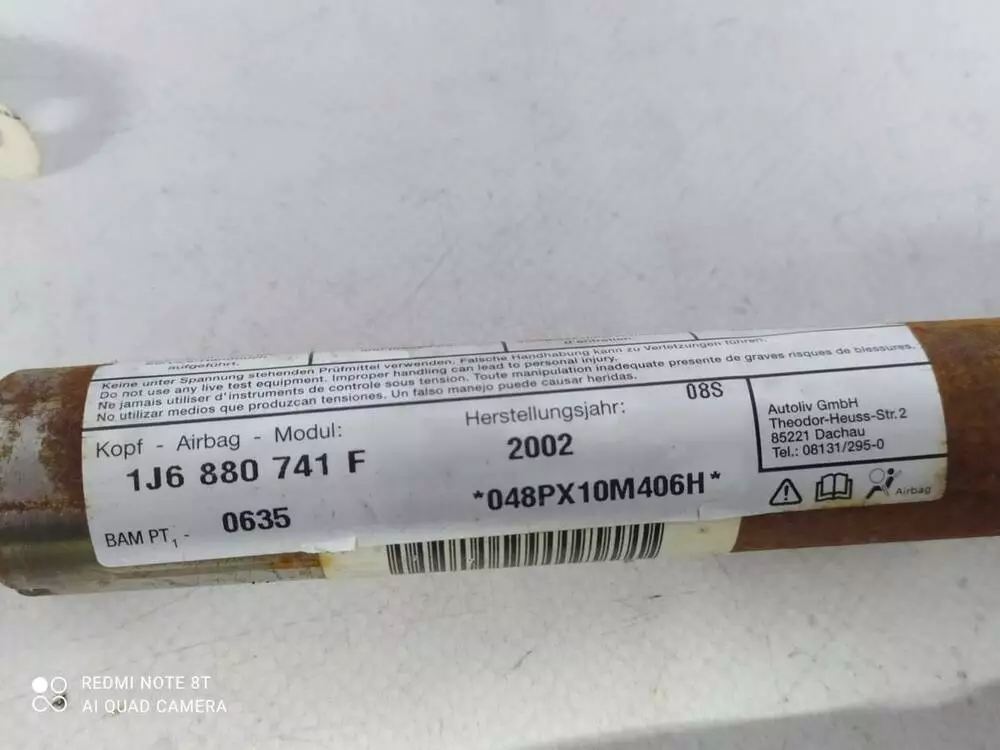 aufgeführt.
d'entretien.
Keine unter Spannung stehenden Prüfmittel verwenden. Falsche Handhabung kann zu Verletzungen führen.
Do not use any live test equipment. Improper handling can lead to personal injury.
Ne jamais utiliser d'instruments de controle sous tension. Toute manipulation inadequate presente de graves risques de blessures.
No utilizar medios que produzcan tensiones. Un falso manejo puede causar heridas.
Kopf - Airbag - Modul:
1J6 880 741 F
BAM PT1 - 0635
Herstellungsjahr:
2002
08S
*048PX10M406H*
Autoliv GmbH
Theodor-Heuss-Str. 2
85221 Dachau
Tel.: 08131/295-0
Airbag
REDMI NOTE 8T
AI QUAD CAMERA